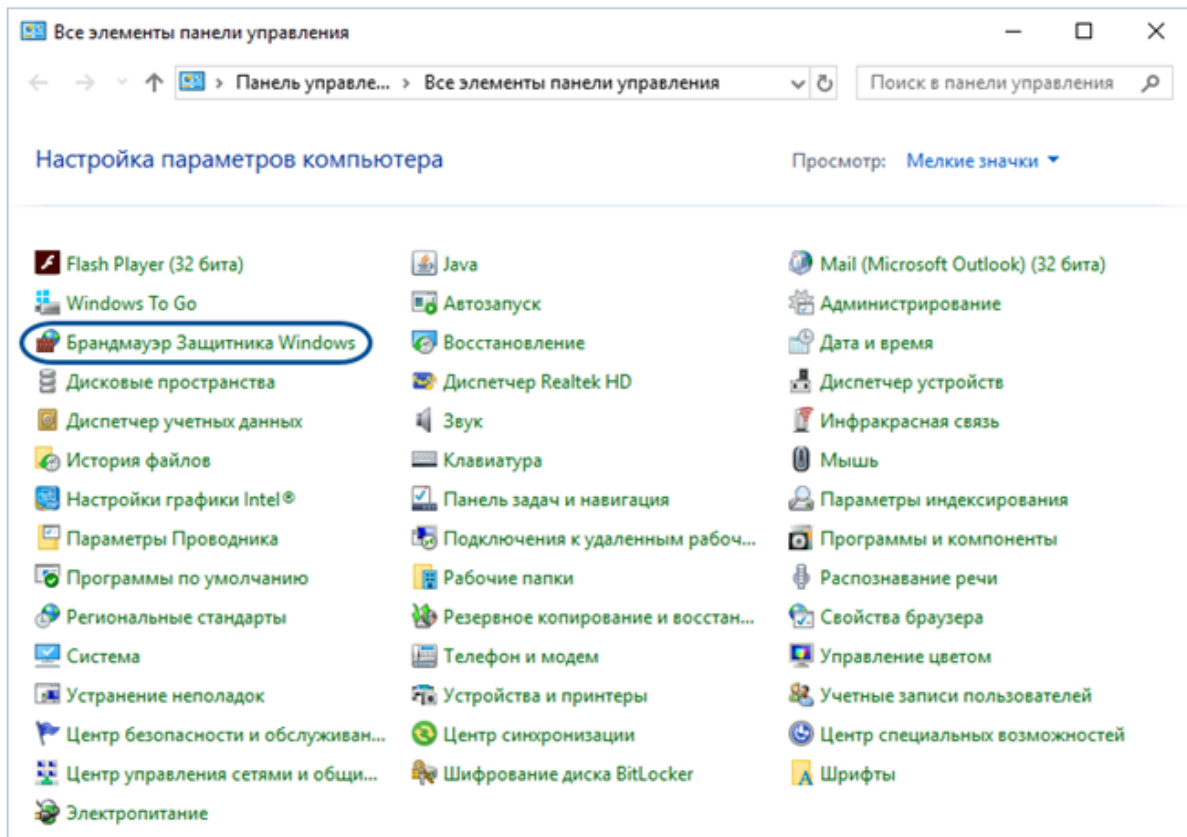 Все элементы панели управления
Панель управле... › Все элементы панели управления
Поиск в панели управления
Настройка параметров компьютера
Просмотр: Мелкие значки
Flash Player (32 бита)
Java
Mail (Microsoft Outlook) (32 бита)
Windows To Go
Автозапуск
Администрирование
Брандмауэр Защитника Windows
Восстановление
Дата и время
Дисковые пространства
Диспетчер Realtek HD
Диспетчер устройств
Диспетчер учетных данных
Звук
Инфракрасная связь
История файлов
Клавиатура
Мышь
Настройки графики Intel®
Панель задач и навигация
Параметры индексирования
Параметры Проводника
Подключения к удаленным рабоч...
Программы и компоненты
Программы по умолчанию
Рабочие папки
Распознавание речи
Региональные стандарты
Резервное копирование и восстан...
Свойства браузера
Система
Телефон и модем
Управление цветом
Устранение неполадок
Устройства и принтеры
Учетные записи пользователей
Центр безопасности и обслуживан...
Центр синхронизации
Центр специальных возможностей
Центр управления сетями и общи...
Шифрование диска BitLocker
Шрифты
Электропитание